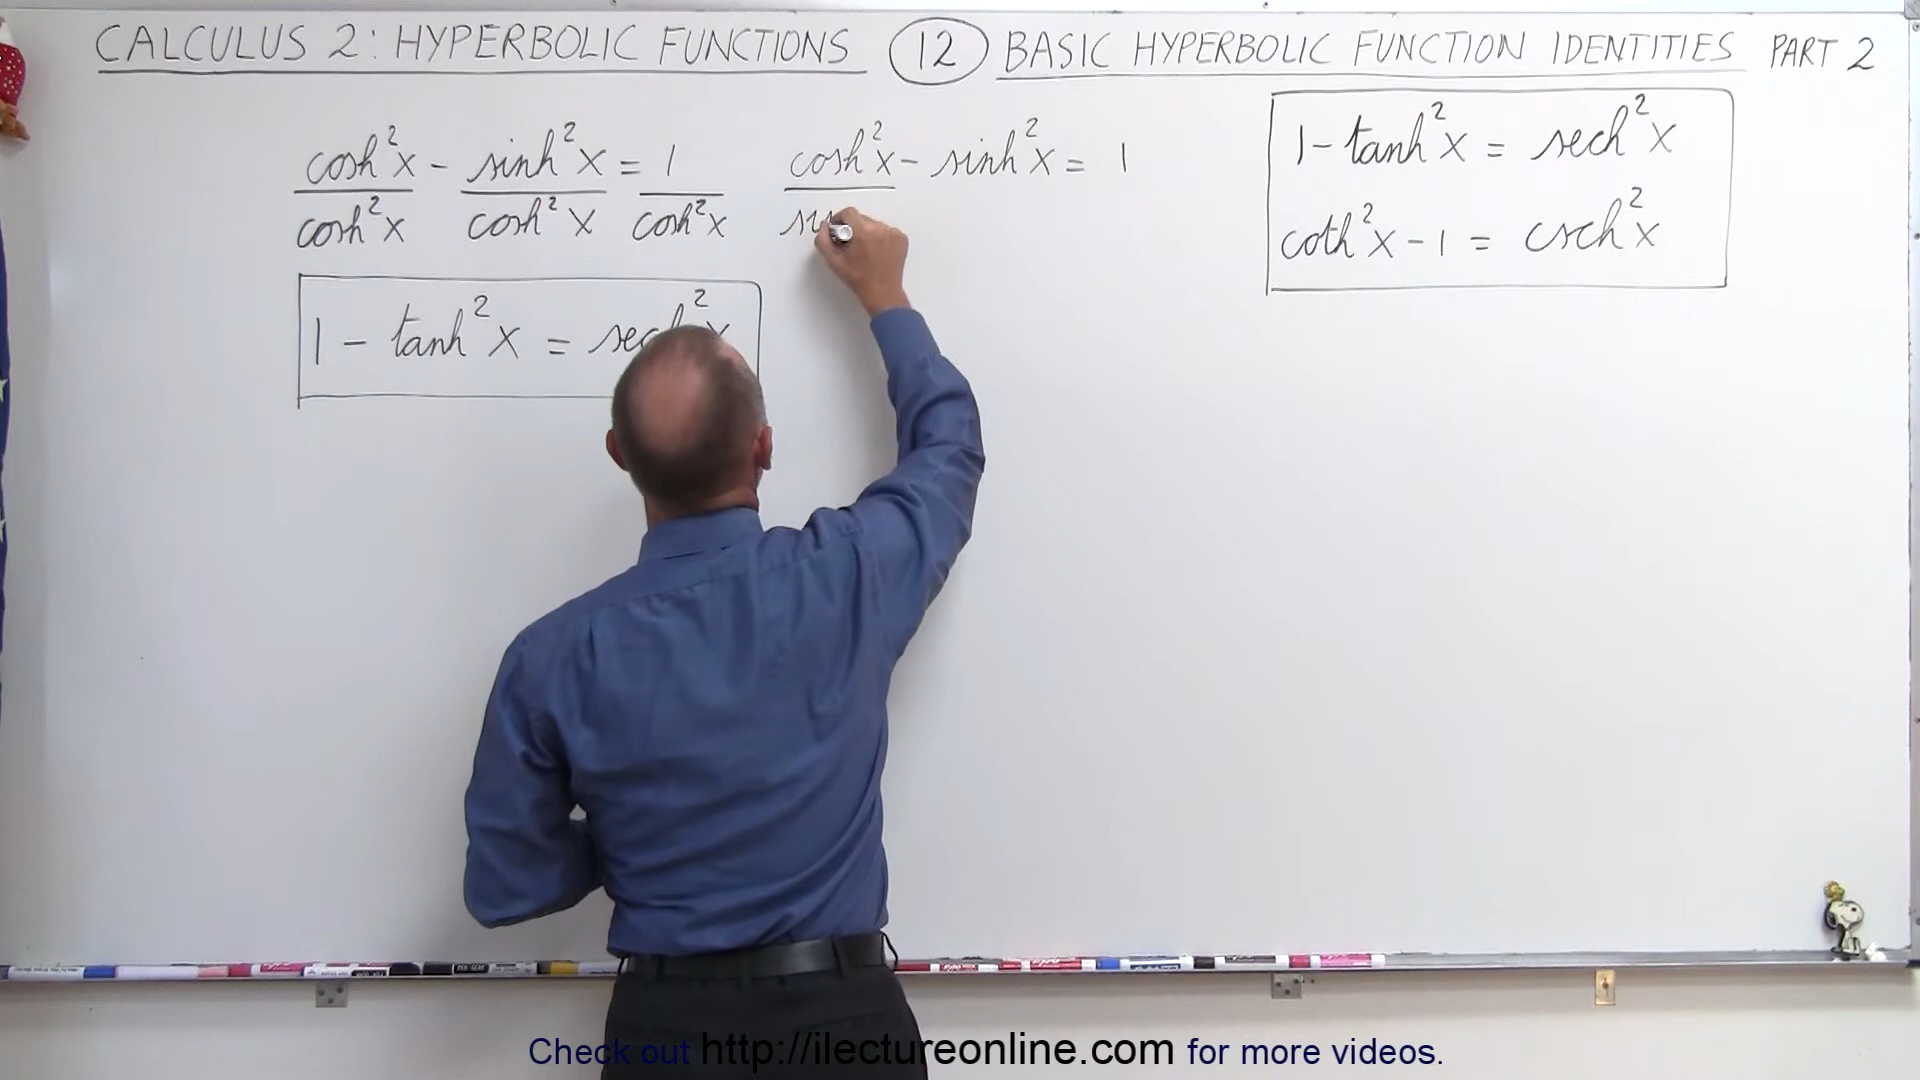 CALCULUS 2: HYPERBOLIC FUNCTIONS 12 BASIC HYPERBOLIC FUNCTION IDENTITIES PART 2
cosh²x - sinh²x = 1
cosh²x cosh²x cosh²x
1 - tanh²x = sech²x
cosh²x - sinh²x = 1
1 - tanh²x = sech²x
coth²x - 1 = csch²x
Check out http://ilectureonline.com for more videos.